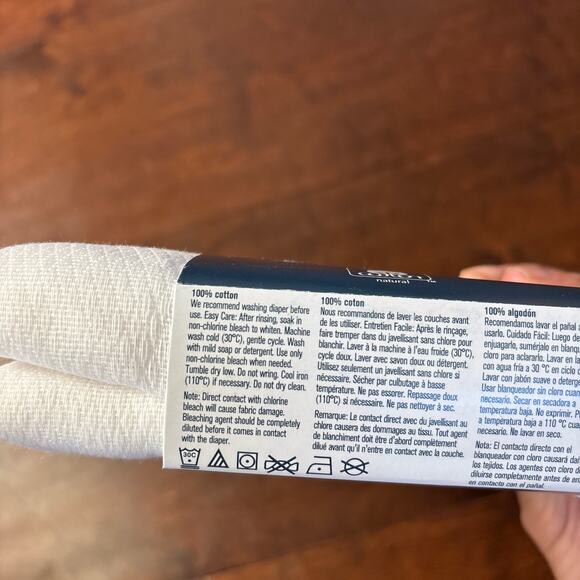 COTTON
natural ™
100% cotton
We recommend washing diaper before
use. Easy Care: After rinsing, soak in
non-chlorine bleach to whiten. Machine
wash cold (30°C), gentle cycle. Wash
with mild soap or detergent. Use only
non-chlorine bleach when needed.
Tumble dry low. Do not wring. Cool iron
(110°C) if necessary. Do not dry clean.
Note: Direct contact with chlorine
bleach will cause fabric damage.
Bleaching agent should be completely
diluted before it comes in contact
with the diaper.
30C
100% coton
Nous recommandons de laver les couches avant
de les utiliser. Entretien Facile: Après le rinçage,
faire tremper dans du javellisant sans chlore pour
blanchir. Laver à la machine à l'eau froide (30°C),
cycle doux. Laver avec savon doux ou détergent.
Utilisez seulement un javellisant sans chlore si
nécessaire. Sécher par culbutage à basse
température. Ne pas essorer. Repassage doux
(110°C) si nécessaire. Ne pas nettoyer à sec.
Remarque: Le contact direct avec du javellisant au
chlore causera des dommages au tissu. Tout agent
de blanchiment doit être d'abord complètement
dilué avant qu'il n'entre en contact avec la couche.
100% algodón
Recomendamos lavar el pañal a
usarlo. Cuidado Fácil: Luego de
enjuagarlo, sumérjalo en blanque
cloro para aclararlo. Lavar en la
con agua fría a 30 °C en ciclo d
Lavar con jabón suave o deterge
Usar blanqueador sin cloro cuan
necesario. Secar en secadora a
temperatura baja. No exprimir. P
a temperatura baja a 110 °C cua
necesario. No lavar en seco.
Nota: El contacto directo con el
blanqueador con cloro causará dañ
los tejidos. Los agentes con cloro d
diluirse completamente antes de en
en contacto con el pañal.